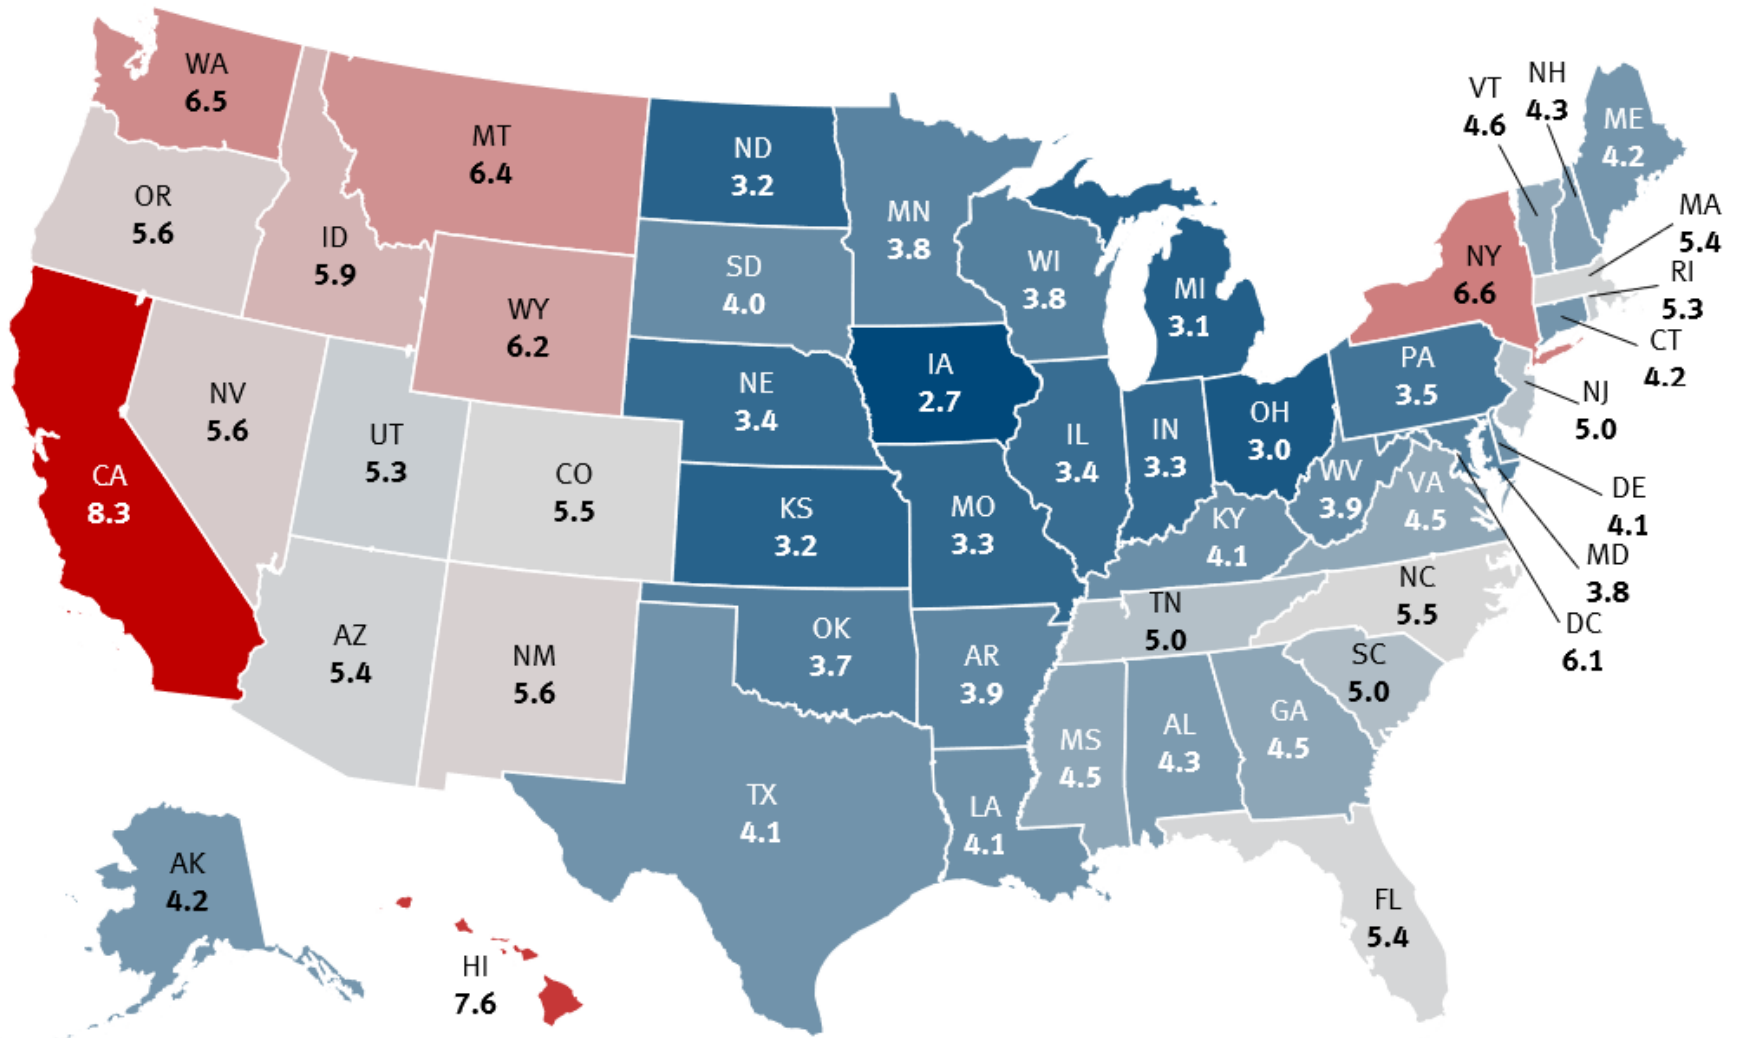 WA
6.5
OR
5.6
CA
8.3
ID
5.9
NV
5.6
MT
6.4
WY
6.2
UT
5.3
CO
5.5
AZ
5.4
NM
5.6
ND
3.2
SD
4.0
NE
3.4
KS
3.2
OK
3.7
TX
4.1
MN
3.8
IA
2.7
MO
3.3
AR
3.9
LA
4.1
WI
3.8
IL
3.4
MI
3.1
IN
3.3
OH
3.0
KY
4.1
TN
5.0
MS
4.5
AL
4.3
GA
4.5
FL
5.4
SC
5.0
NC
5.5
VA
4.5
WV
3.9
PA
3.5
NY
6.6
VT
4.6
NH
4.3
ME
4.2
MA
5.4
RI
5.3
CT
4.2
NJ
5.0
DE
4.1
MD
3.8
DC
6.1
AK
4.2
HI
7.6